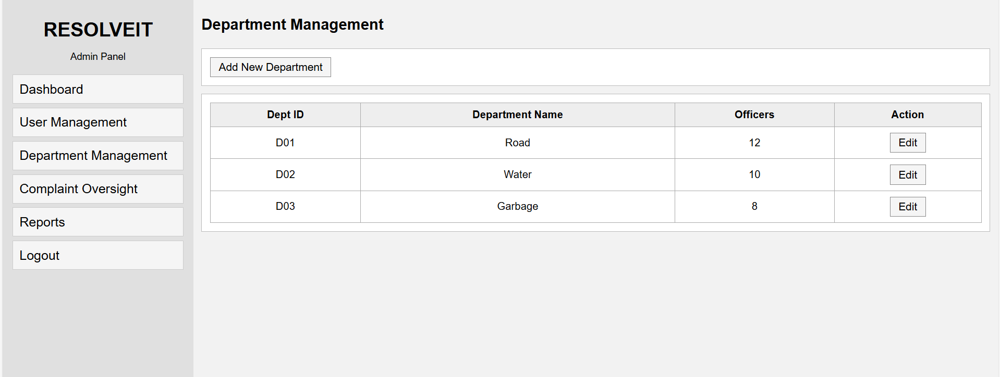 RESOLVEIT
Admin Panel
Dashboard
User Management
Department Management
Complaint Oversight
Reports
Logout
Department Management
Add New Department
Dept ID Department Name Officers Action
D01 Road 12 Edit
D02 Water 10 Edit
D03 Garbage 8 Edit